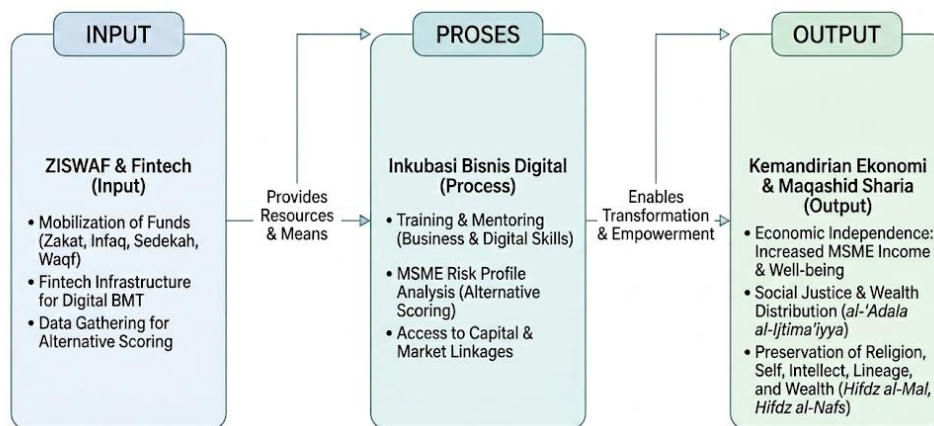 INPUT
ZISWAF & Fintech
(Input)
• Mobilization of Funds
(Zakat, Infaq, Sedekah,
Waqf)
• Fintech Infrastructure
for Digital BMT
• Data Gathering for
Alternative Scoring
Provides
Resources
& Means
PROSES
Inkubasi Bisnis Digital
(Process)
• Training & Mentoring
(Business & Digital Skills)
• MSME Risk Profile
Analysis (Alternative
Scoring)
• Access to Capital &
Market Linkages
Enables
Transformation
& Empowerment
OUTPUT
Kemandirian Ekonomi
& Maqashid Sharia
(Output)
• Economic Independence:
Increased MSME Income
& Well-being
• Social Justice & Wealth
Distribution (al-'Adala
al-Ijtima'iyya)
• Preservation of Religion,
Self, Intellect, Lineage,
and Wealth (Hifdz al-Mal,
Hifdz al-Nafs)